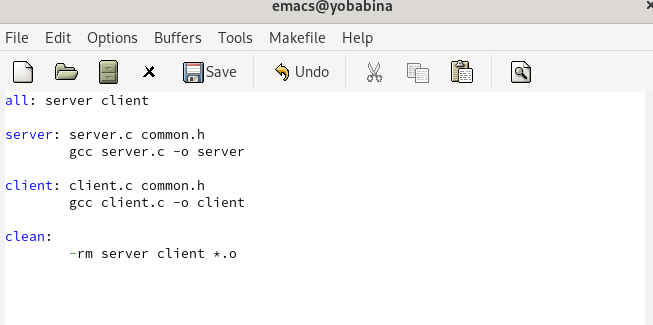 emacs@yobabina
File Edit Options Buffers Tools Makefile Help
Save Undo
all: server client
server: server.c common.h
gcc server.c -o server
client: client.c common.h
gcc client.c -o client
clean:
-rm server client *.o